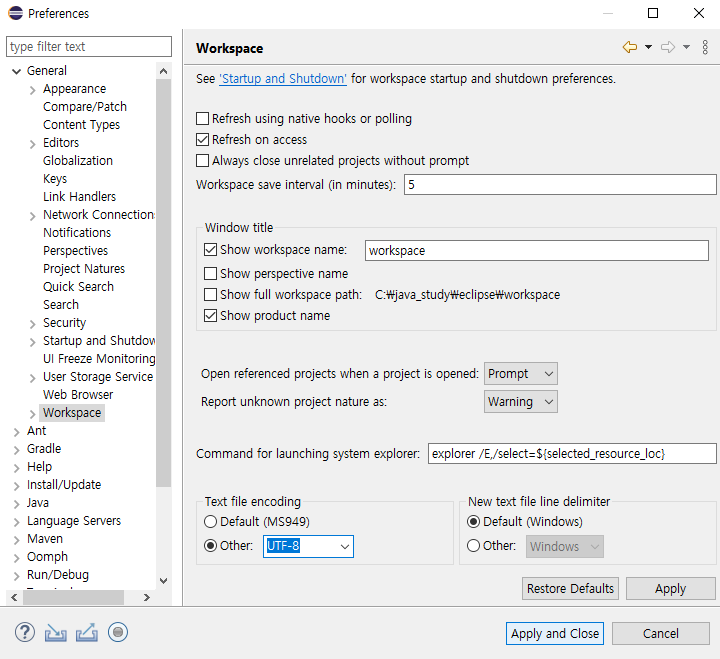 Preferences
type filter text
General
Appearance
Compare/Patch
Content Types
Editors
Globalization
Keys
Link Handlers
Network Connection
Notifications
Perspectives
Project Natures
Quick Search
Search
Security
Startup and Shutdow
UI Freeze Monitoring
User Storage Service
Web Browser
Workspace
Ant
Gradle
Help
Install/Update
Java
Language Servers
Maven
Oomph
Run/Debug
Workspace
See 'Startup and Shutdown' for workspace startup and shutdown preferences.
Refresh using native hooks or polling
Refresh on access
Always close unrelated projects without prompt
Workspace save interval (in minutes): 5
Window title
Show workspace name: workspace
Show perspective name
Show full workspace path: C:₩java_study₩eclipse₩workspace
Show product name
Open referenced projects when a project is opened: Prompt
Report unknown project nature as: Warning
Command for launching system explorer: explorer /E,/select=${selected_resource_loc}
Text file encoding
Default (MS949)
Other: UTF-8
New text file line delimiter
Default (Windows)
Other: Windows
Restore Defaults Apply
? Apply and Close Cancel